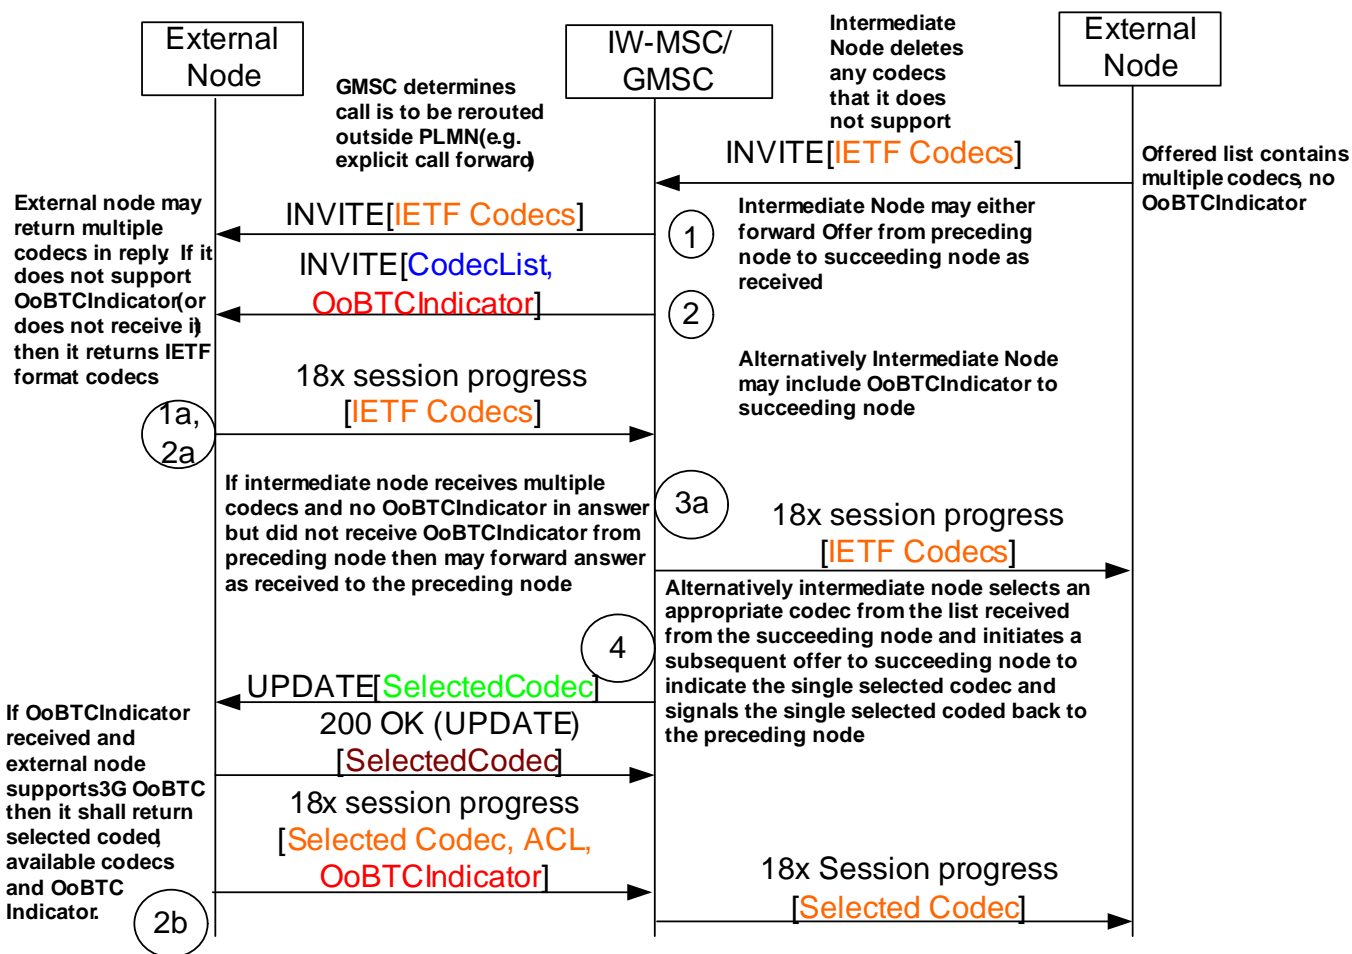 External
Node
IW-MSC/
GMSC
Intermediate
Node deletes
any codecs
that it does
not support
External
Node
GMSC determines
call is to be rerouted
outside PLMN(e.g.
explicit call forward)
INVITE[IETF Codecs]
Offered list contains
multiple codecs, no
OoBTCIndicator
External node may
return multiple
codecs in reply. If it
does not support
OoBTCIndicator(or
does not receive it)
then it returns IETF
format codecs
INVITE[IETF Codecs]
1
Intermediate Node may either
forward Offer from preceding
node to succeeding node as
received
INVITE[CodecList,
OoBTCIndicator]
2
Alternatively Intermediate Node
may include OoBTCIndicator to
succeeding node
18x session progress
[IETF Codecs]
1a,
2a
If intermediate node receives multiple
codecs and no OoBTCIndicator in answer
but did not receive OoBTCIndicator from
preceding node then may forward answer
as received to the preceding node
3a
18x session progress
[IETF Codecs]
Alternatively intermediate node selects an
appropriate codec from the list received
from the succeeding node and initiates a
subsequent offer to succeeding node to
indicate the single selected codec and
signals the single selected coded back to
the preceding node
4
UPDATE[SelectedCodec]
200 OK (UPDATE)
[SelectedCodec]
If OoBTCIndicator
received and
external node
supports3G OoBTC
then it shall return
selected coded,
available codecs
and OoBTC
Indicator.
18x session progress
[Selected Codec, ACL,
OoBTCIndicator]
2b
18x Session progress
[Selected Codec]